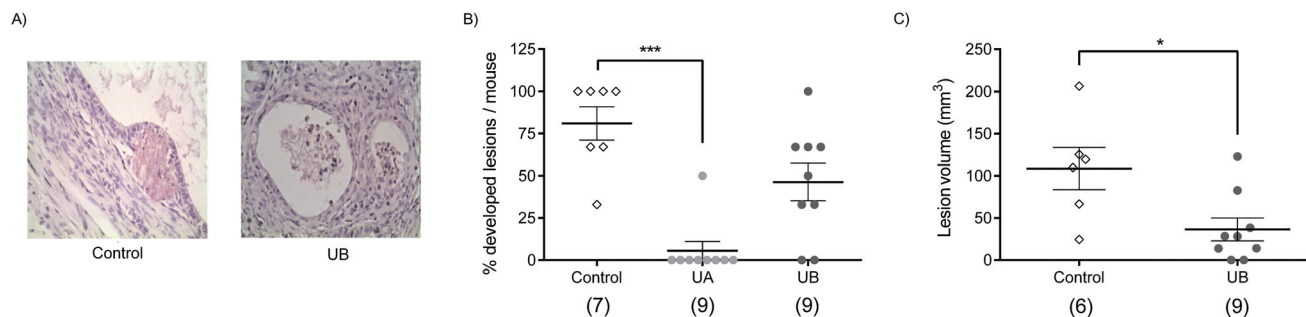 A)
Control
UB
B)
% developed lesions / mouse
125
100
75
50
25
0
***
Control
UA
UB
(7)
(9)
(9)
C)
Lesion volume (mm³)
250
200
150
100
50
0
*
Control
UB
(6)
(9)